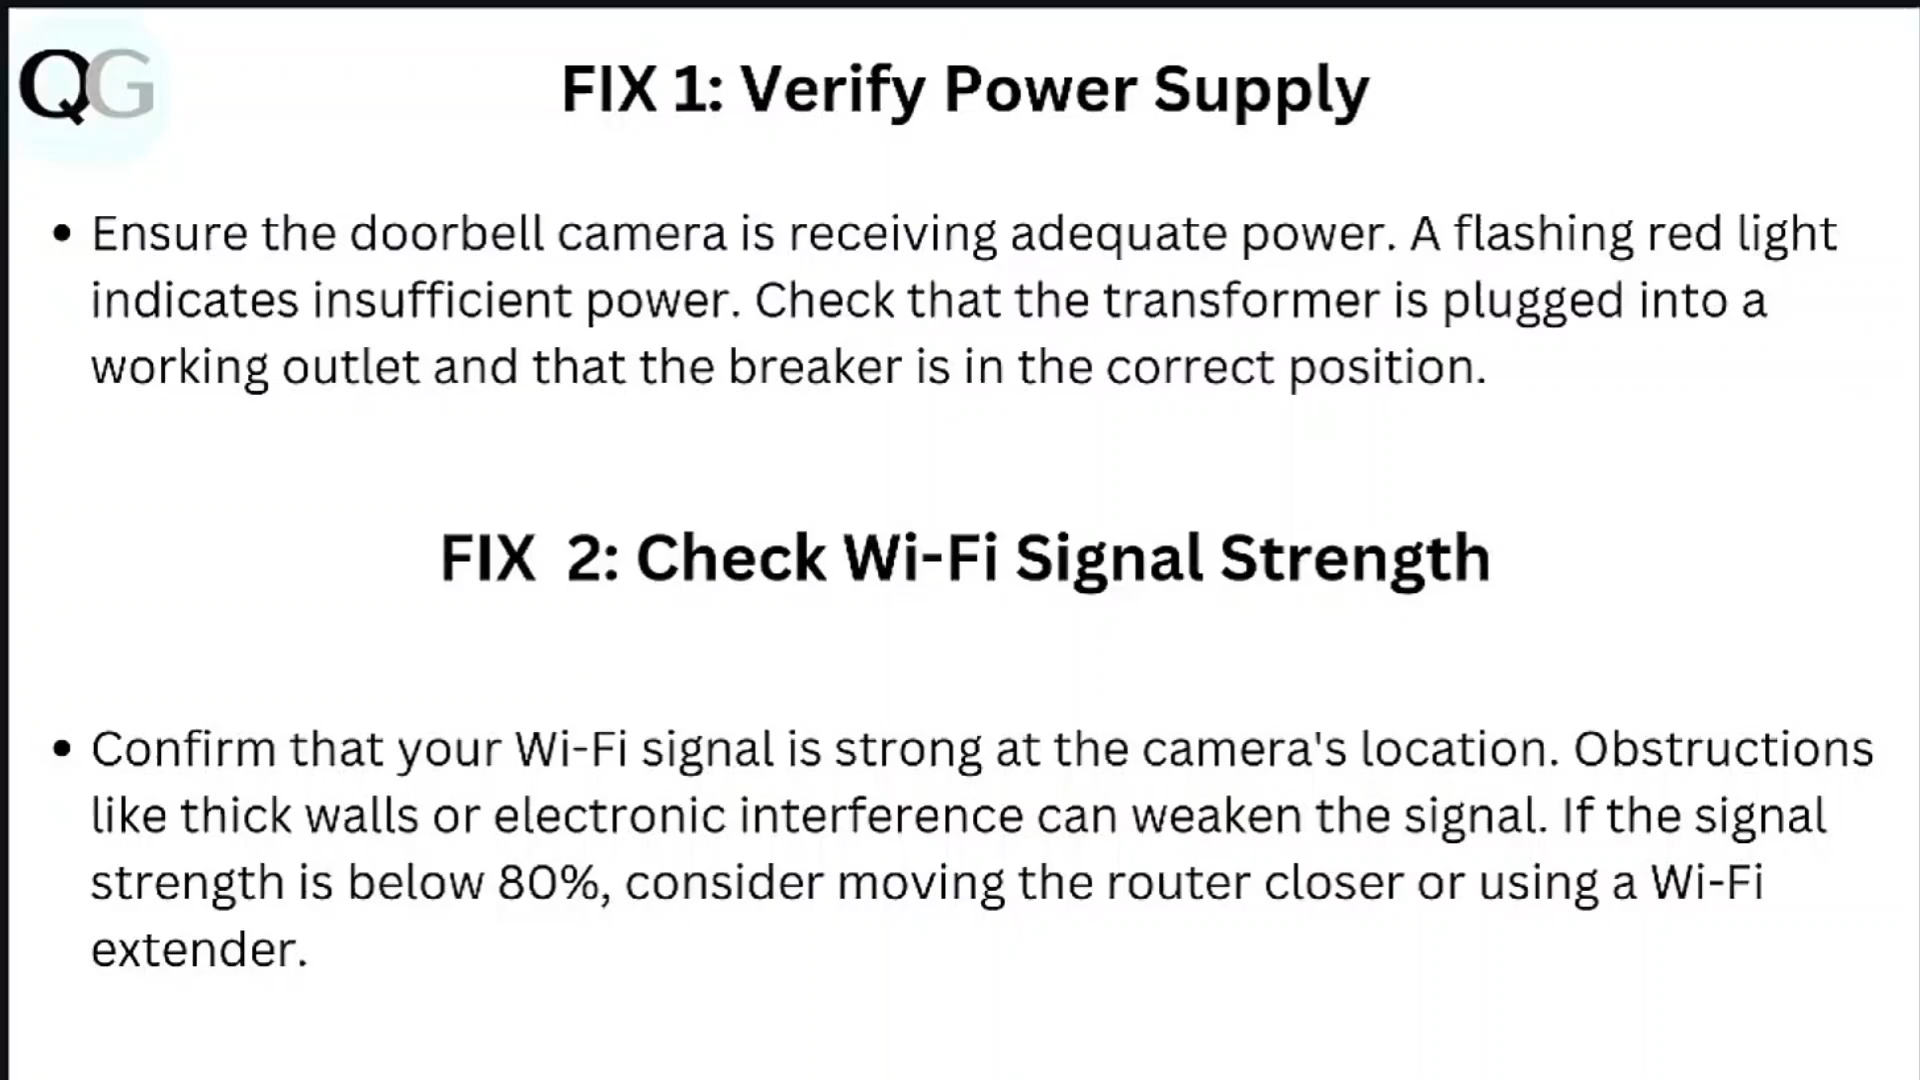 QG
FIX 1: Verify Power Supply
• Ensure the doorbell camera is receiving adequate power. A flashing red light
indicates insufficient power. Check that the transformer is plugged into a
working outlet and that the breaker is in the correct position.
FIX  2: Check Wi-Fi Signal Strength
• Confirm that your Wi-Fi signal is strong at the camera's location. Obstructions
like thick walls or electronic interference can weaken the signal. If the signal
strength is below 80%, consider moving the router closer or using a Wi-Fi
extender.